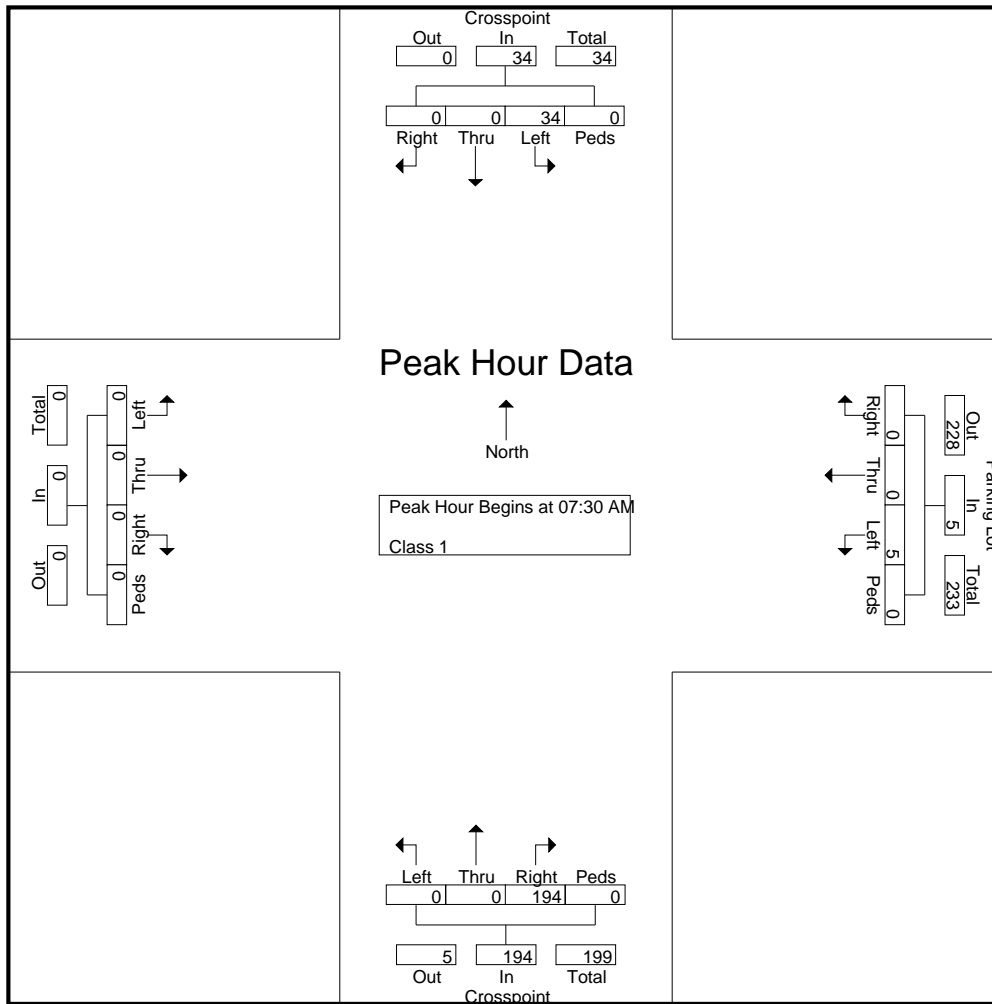 Crosspoint
Out In Total
0 34 34
0 0 34 0
Right Thru Left Peds
Peak Hour Data
North
Peak Hour Begins at 07:30 AM
Class 1
Total In Out
0 0 0
0 0 0 0
Left Thru Right Peds
Right Thru Left Peds
0 0 5 0
Out In Total
228 5 233
Parking Lot
Left Thru Right Peds
0 0 194 0
5 194 199
Out In Total
Crosspoint